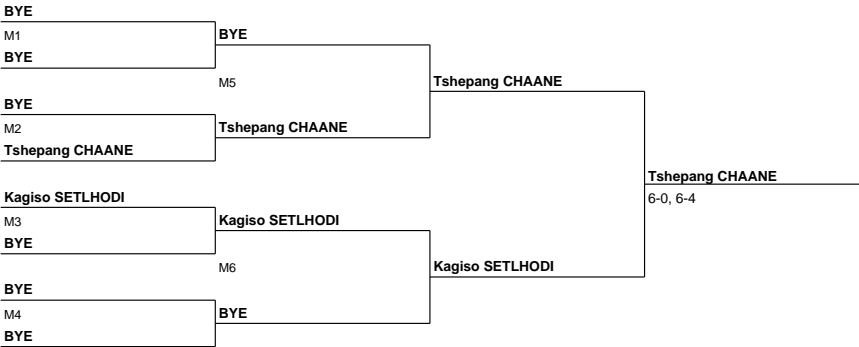 BYE
M1
BYE
BYE
M5
BYE
M2
Tshepang CHAANE
Tshepang CHAANE
Tshepang CHAANE
Kagiso SETLHODI
M3
BYE
Kagiso SETLHODI
M6
BYE
M4
BYE
BYE
Kagiso SETLHODI
Tshepang CHAANE
6-0, 6-4